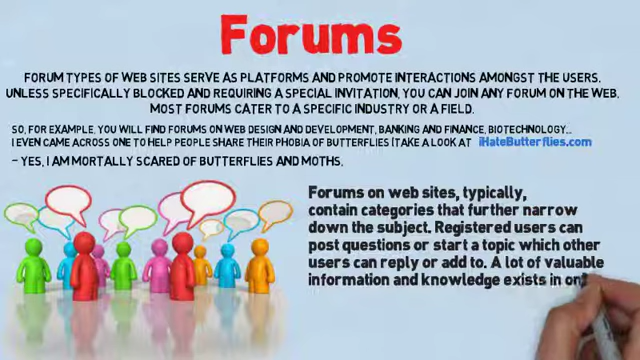 Forums
FORUM TYPES OF WEB SITES SERVE AS PLATFORMS AND PROMOTE INTERACTIONS AMONGST THE USERS.
UNLESS SPECIFICALLY BLOCKED AND REQUIRING A SPECIAL INVITATION, YOU CAN JOIN ANY FORUM ON THE WEB.
MOST FORUMS CATER TO A SPECIFIC INDUSTRY OR A FIELD.
SO, FOR EXAMPLE, YOU WILL FIND FORUMS ON WEB DESIGN AND DEVELOPMENT, BANKING AND FINANCE, BIOTECHNOLOGY...
I EVEN CAME ACROSS ONE TO HELP PEOPLE SHARE THEIR PHOBIA OF BUTTERFLIES (TAKE A LOOK AT iHateButterflies.com
- YES, I AM MORTALLY SCARED OF BUTTERFLIES AND MOTHS.
Forums on web sites, typically,
contain categories that further narrow
down the subject. Registered users can
post questions or start a topic which other
users can reply or add to. A lot of valuable
information and knowledge exists in on